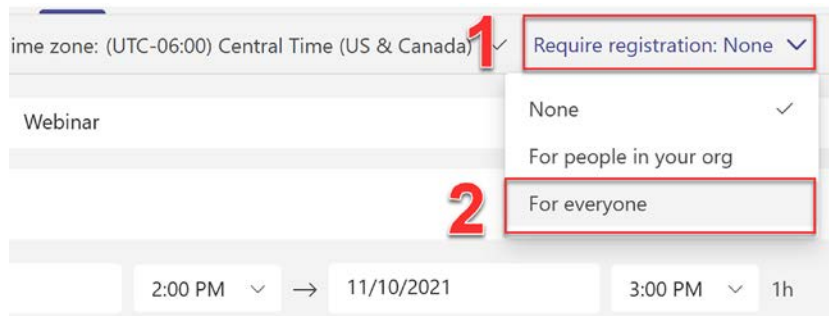 ime zone: (UTC-06:00) Central Time (US & Canada) 1 Require registration: None
None
Webinar
For people in your org
2 For everyone
2:00 PM → 11/10/2021 3:00 PM 1h